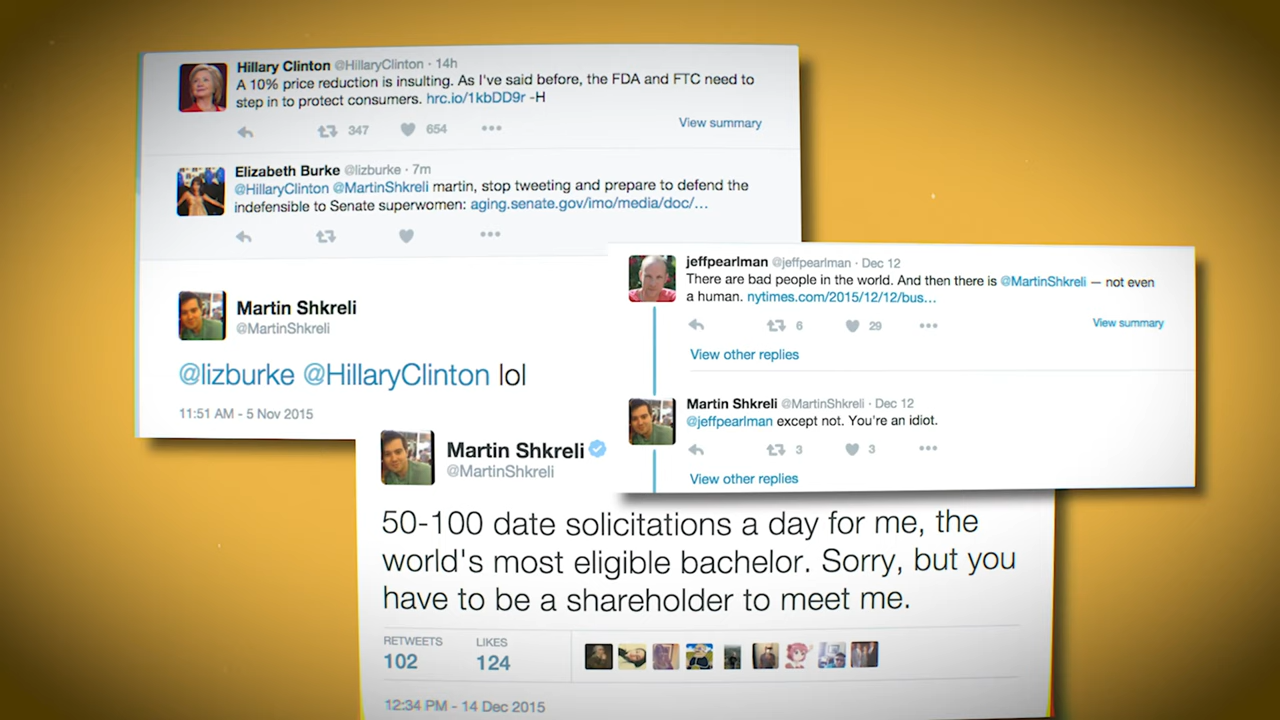 Hillary Clinton @HillaryClinton · 14h
A 10% price reduction is insulting. As I've said before, the FDA and FTC need to
step in to protect consumers. hrc.io/1kbDD9r -H
347 654
View summary
Elizabeth Burke @lizburke · 7m
@HillaryClinton @MartinShkreli martin, stop tweeting and prepare to defend the
indefensible to Senate superwomen: aging.senate.gov/imo/media/doc/...
Martin Shkreli
@MartinShkreli
@lizburke @HillaryClinton lol
11:51 AM - 5 Nov 2015
jeffpearlman @jeffpearlman · Dec 12
There are bad people in the world. And then there is @MartinShkreli — not even
a human. nytimes.com/2015/12/12/bus...
6 29
View summary
View other replies
Martin Shkreli @MartinShkreli · Dec 12
@jeffpearlman except not. You're an idiot.
3 3
View other replies
Martin Shkreli
@MartinShkreli
50-100 date solicitations a day for me, the
world's most eligible bachelor. Sorry, but you
have to be a shareholder to meet me.
RETWEETS LIKES
102 124
12:34 PM - 14 Dec 2015